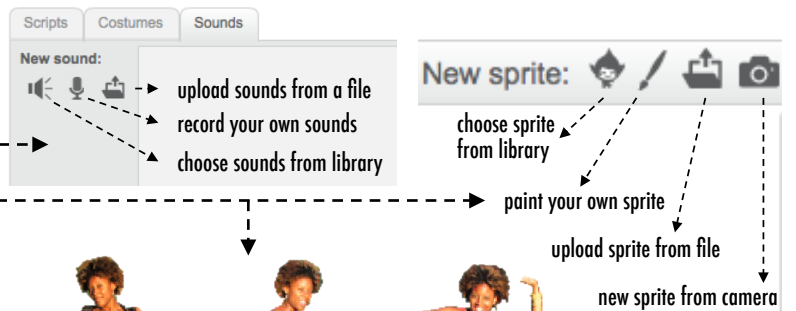 Scripts Costumes Sounds
New sound:
upload sounds from a file
record your own sounds
choose sounds from library
New sprite:
choose sprite
from library
paint your own sprite
upload sprite from file
new sprite from camera